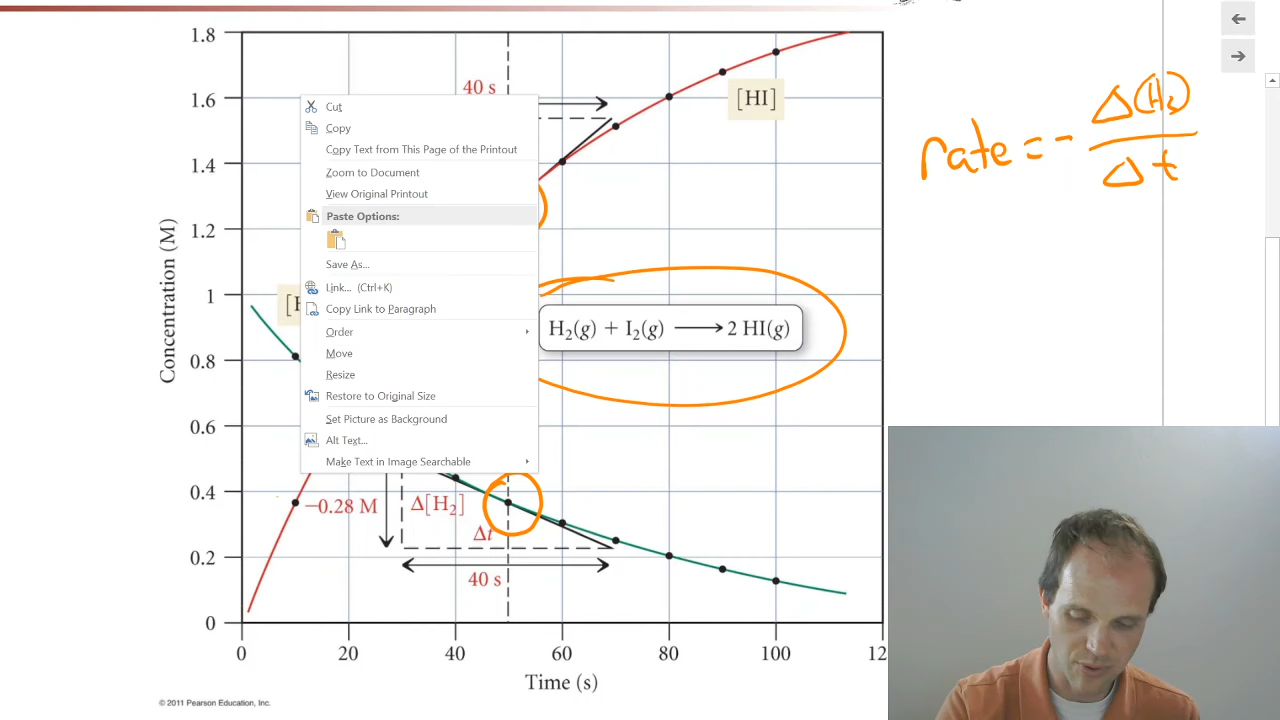 1.8
1.6
1.4
1.2
1
0.8
0.6
0.4
0.2
0
Concentration (M)
40 s
[HI]
Cut
Copy
Copy Text from This Page of the Printout
Zoom to Document
View Original Printout
Paste Options:
Save As...
Link... (Ctrl+K)
Copy Link to Paragraph
Order
Move
Resize
Restore to Original Size
Set Picture as Background
Alt Text...
Make Text in Image Searchable
H₂(g) + I₂(g) ⟶ 2 HI(g)
−0.28 M
Δ[H₂]
Δt
40 s
0 20 40 60 80 100 12
Time (s)
© 2011 Pearson Education, Inc.
rate = - Δ(H₂) / Δt